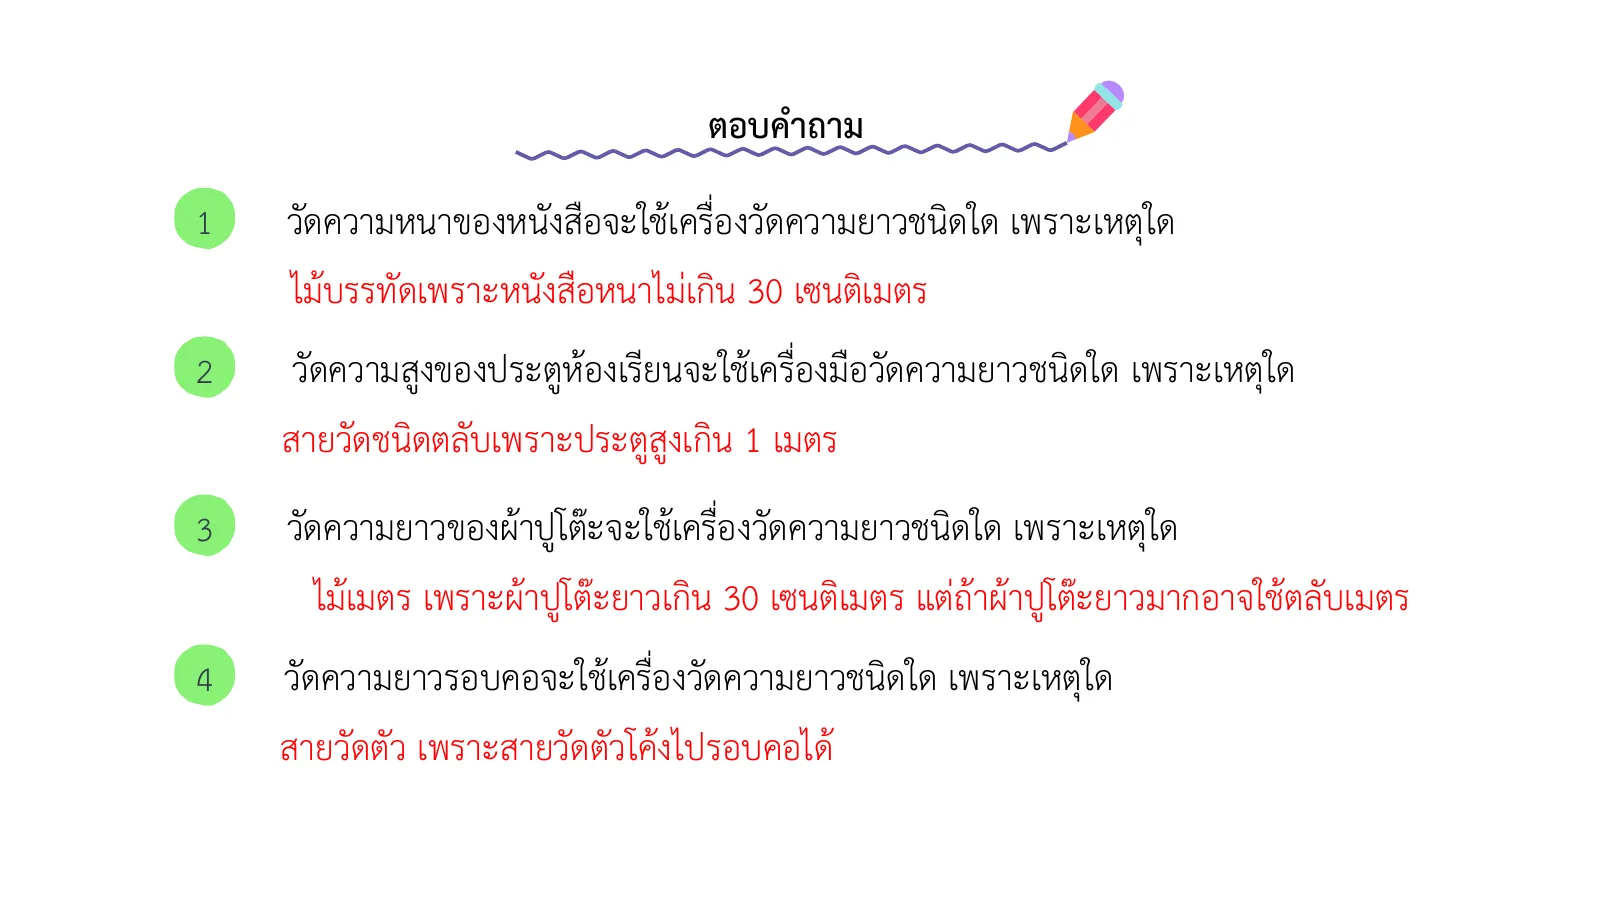 ตอบคำถาม
1 วัดความหนาของหนังสือจะใช้เครื่องวัดความยาวชนิดใด เพราะเหตุใด
ไม้บรรทัดเพราะหนังสือหนาไม่เกิน 30 เซนติเมตร
2 วัดความสูงของประตูห้องเรียนจะใช้เครื่องมือวัดความยาวชนิดใด เพราะเหตุใด
สายวัดชนิดตลับเพราะประตูสูงเกิน 1 เมตร
3 วัดความยาวของผ้าปูโต๊ะจะใช้เครื่องวัดความยาวชนิดใด เพราะเหตุใด
ไม้เมตร เพราะผ้าปูโต๊ะยาวเกิน 30 เซนติเมตร แต่ถ้าผ้าปูโต๊ะยาวมากอาจใช้ตลับเมตร
4 วัดความยาวรอบคอจะใช้เครื่องวัดความยาวชนิดใด เพราะเหตุใด
สายวัดตัว เพราะสายวัดตัวโค้งไปรอบคอได้